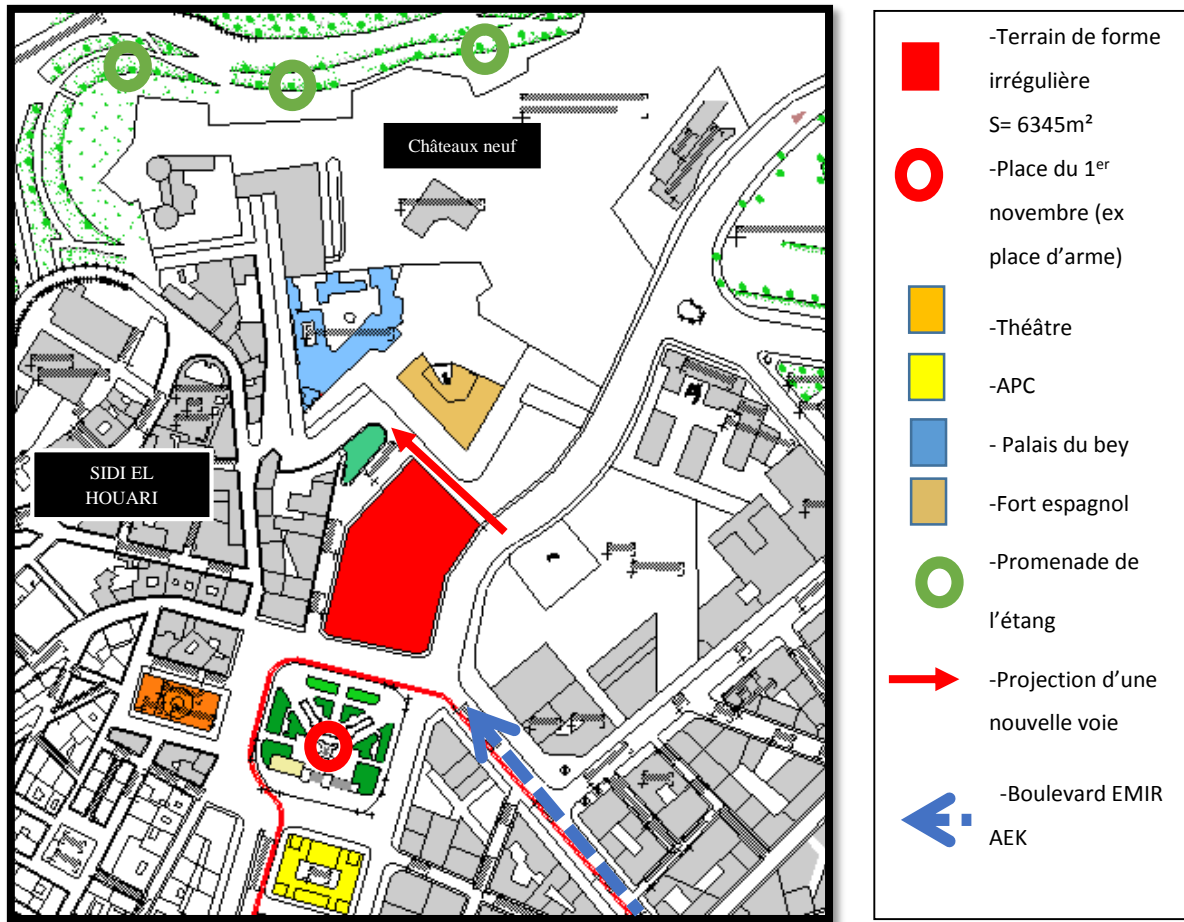 Châteaux neuf
SIDI EL
HOUARI
-Terrain de forme
irrégulière
S= 6345m²
-Place du 1er
novembre (ex
place d’arme)
-Théâtre
-APC
- Palais du bey
-Fort espagnol
-Promenade de
l’étang
-Projection d’une
nouvelle voie
-Boulevard EMIR
AEK